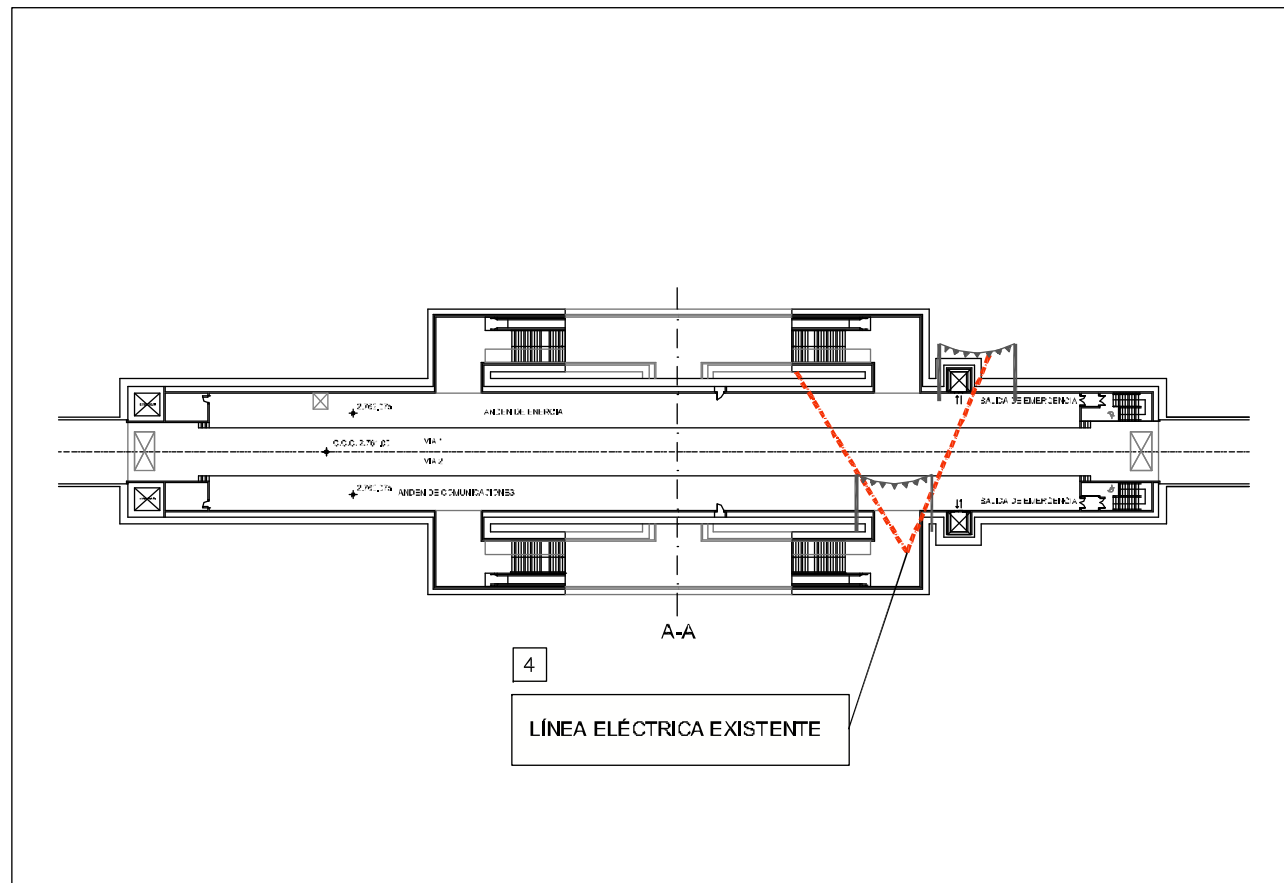 ANDEN DE ENERGIA
SALIDA DE EMERGENCIA
VIA 1
VIA 2
ANDEN DE COMUNICACIONES
SALIDA DE EMERGENCIA
A-A
4
LÍNEA ELÉCTRICA EXISTENTE